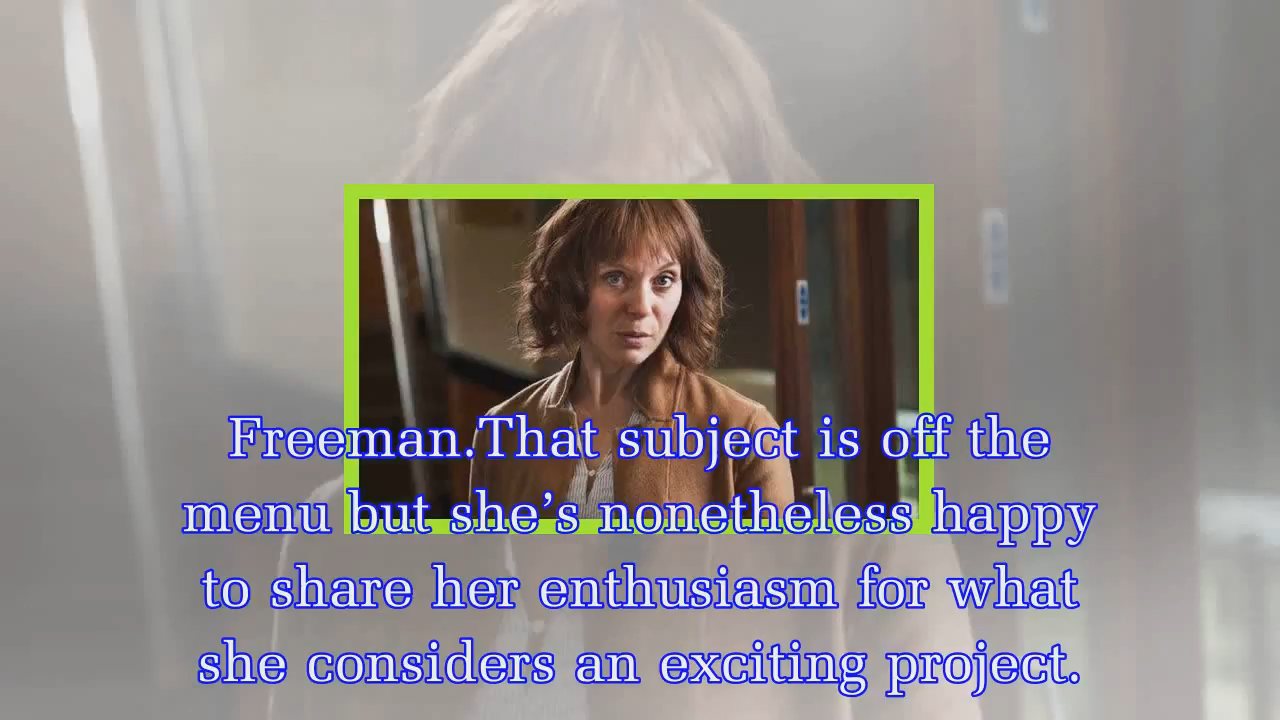 Freeman.That subject is off the
menu but she’s nonetheless happy
to share her enthusiasm for what
she considers an exciting project.